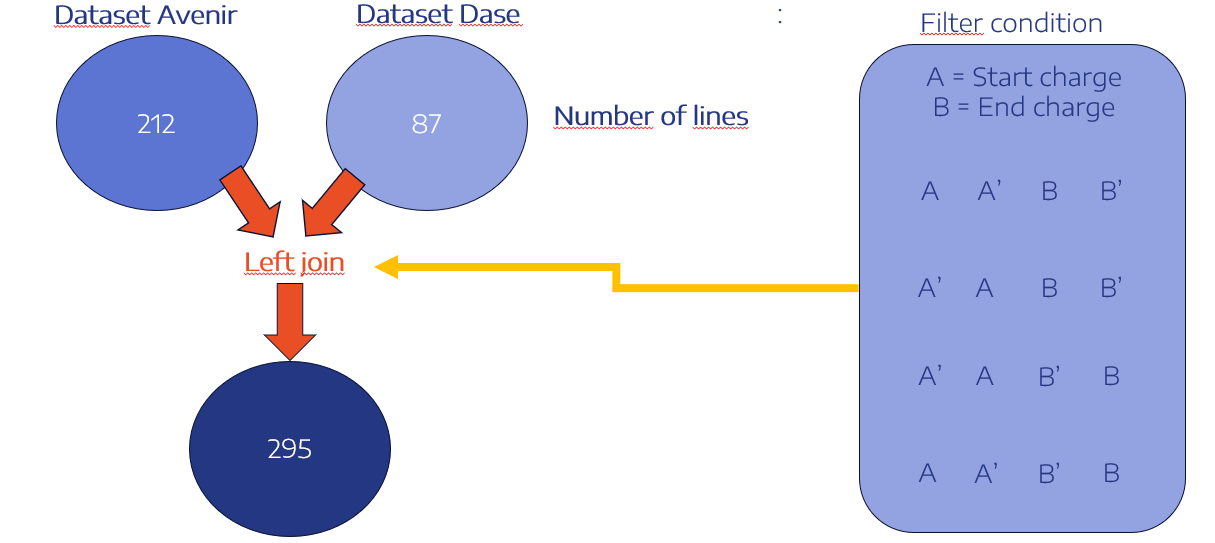 Dataset Avenir
Dataset Dase
:
Filter condition
212
87
Number of lines
A = Start charge
B = End charge
A A’ B B’
Left join
A’ A B B’
A’ A B’ B
295
A A’ B’ B